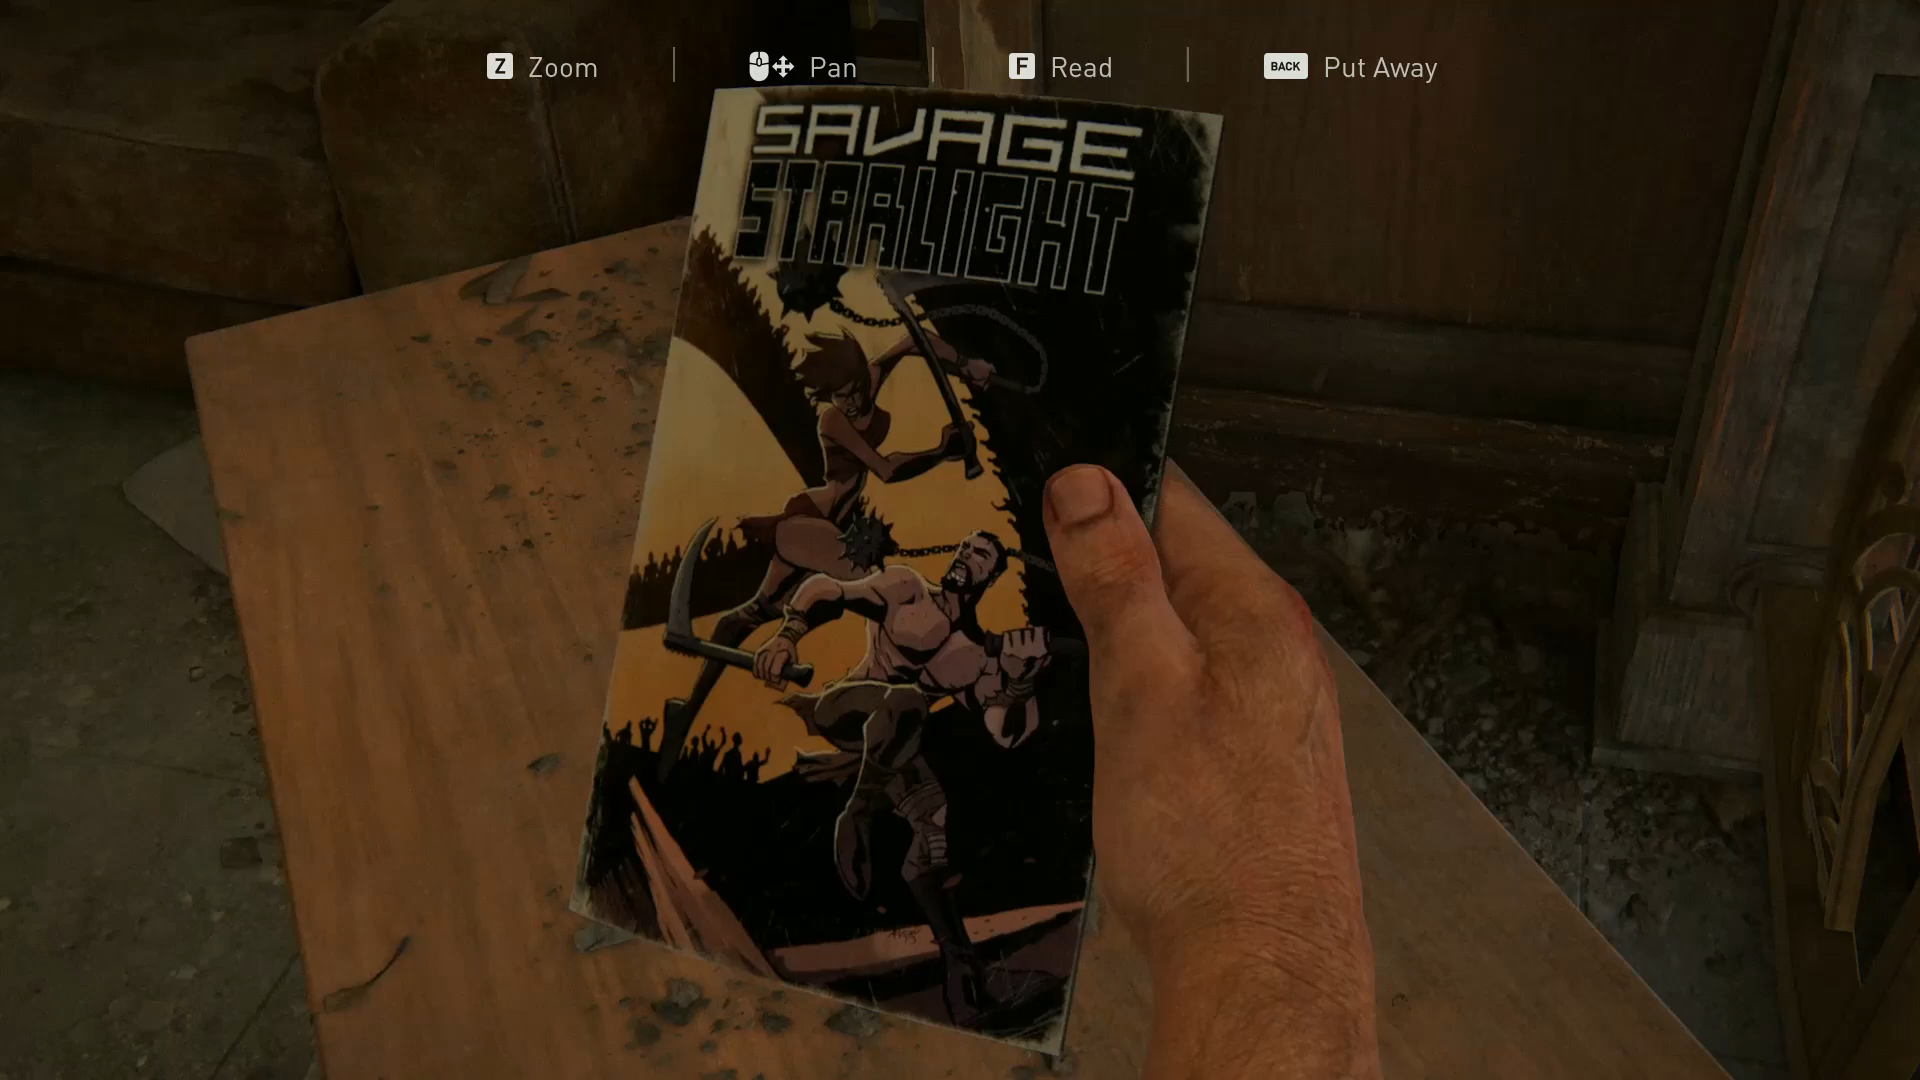 Z Zoom
Pan
F Read
BACK Put Away
SAVAGE
STARLIGHT